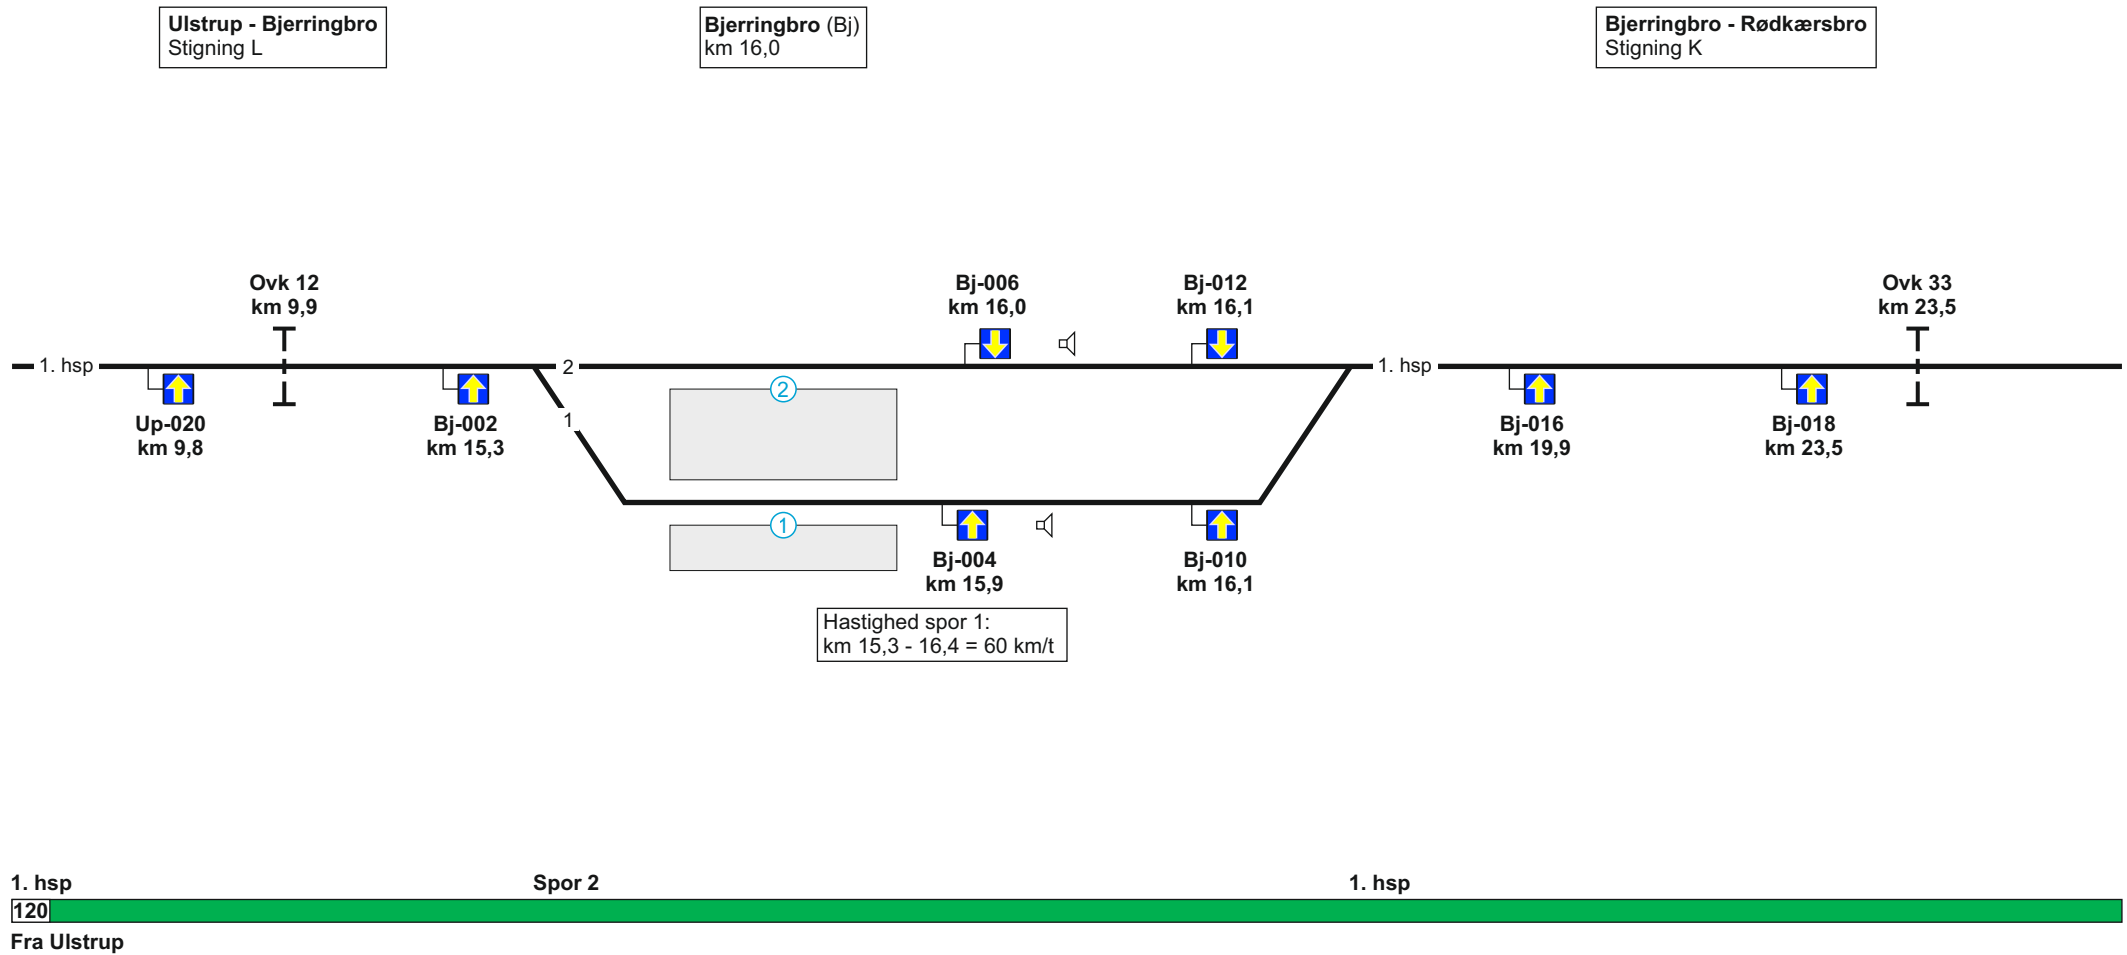 Ulstrup - Bjerringbro
Stigning L
Bjerringbro (Bj)
km 16,0
Bjerringbro - Rødkærsbro
Stigning K
Ovk 12
km 9,9
Bj-006
km 16,0
Bj-012
km 16,1
Ovk 33
km 23,5
1. hsp
2
1. hsp
Up-020
km 9,8
Bj-002
km 15,3
1
2
Bj-016
km 19,9
Bj-018
km 23,5
1
Bj-004
km 15,9
Bj-010
km 16,1
Hastighed spor 1:
km 15,3 - 16,4 = 60 km/t
1. hsp
Spor 2
1. hsp
120
Fra Ulstrup